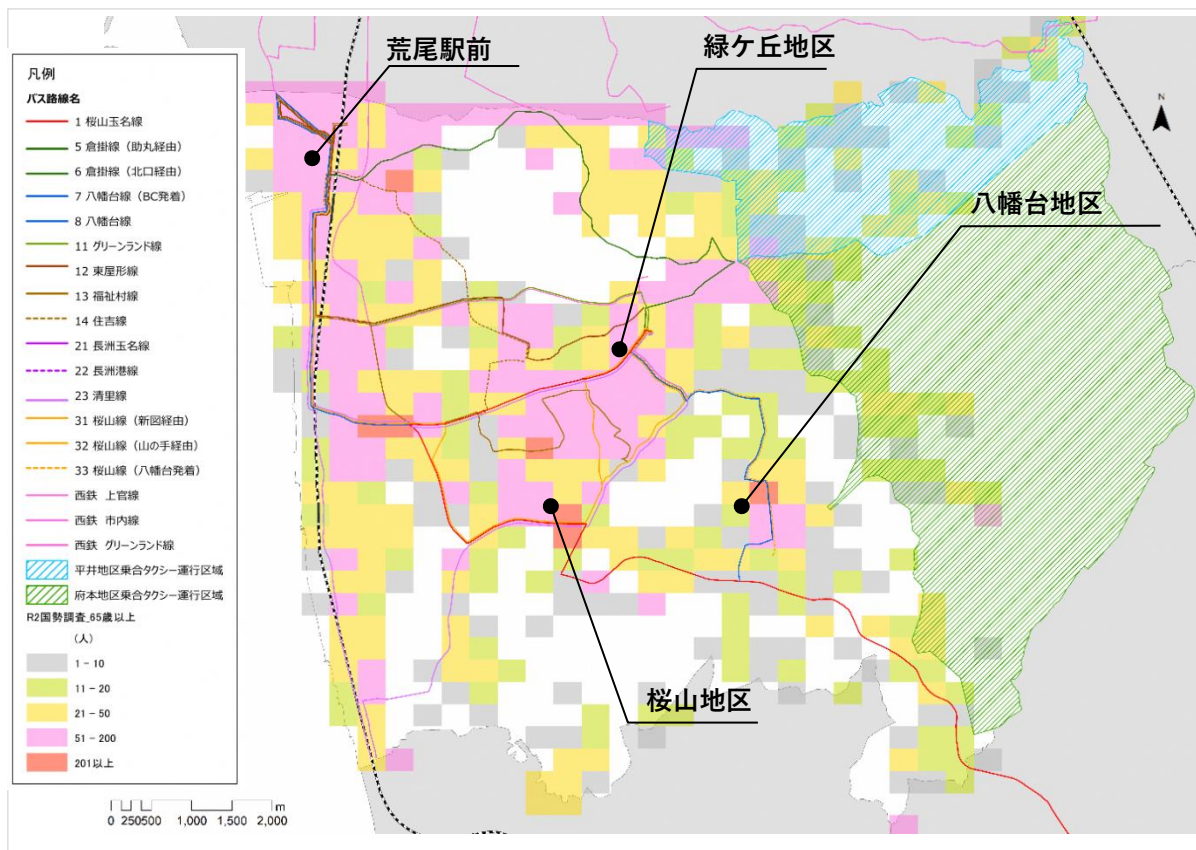 荒尾駅前
緑ケ丘地区
八幡台地区
桜山地区
N
凡例
バス路線名
1 桜山玉名線
5 倉掛線（助丸経由）
6 倉掛線（北口経由）
7 八幡台線（BC発着）
8 八幡台線
11 グリーンランド線
12 東屋形線
13 福祉村線
14 住吉線
21 長洲玉名線
22 長洲港線
23 清里線
31 桜山線（新図経由）
32 桜山線（山の手経由）
33 桜山線（八幡台発着）
西鉄 上官線
西鉄 市内線
西鉄 グリーンランド線
平井地区乗合タクシー運行区域
府本地区乗合タクシー運行区域
R2国勢調査_65歳以上
（人）
1 - 10
11 - 20
21 - 50
51 - 200
201以上
0 250500 1,000 1,500 2,000 m